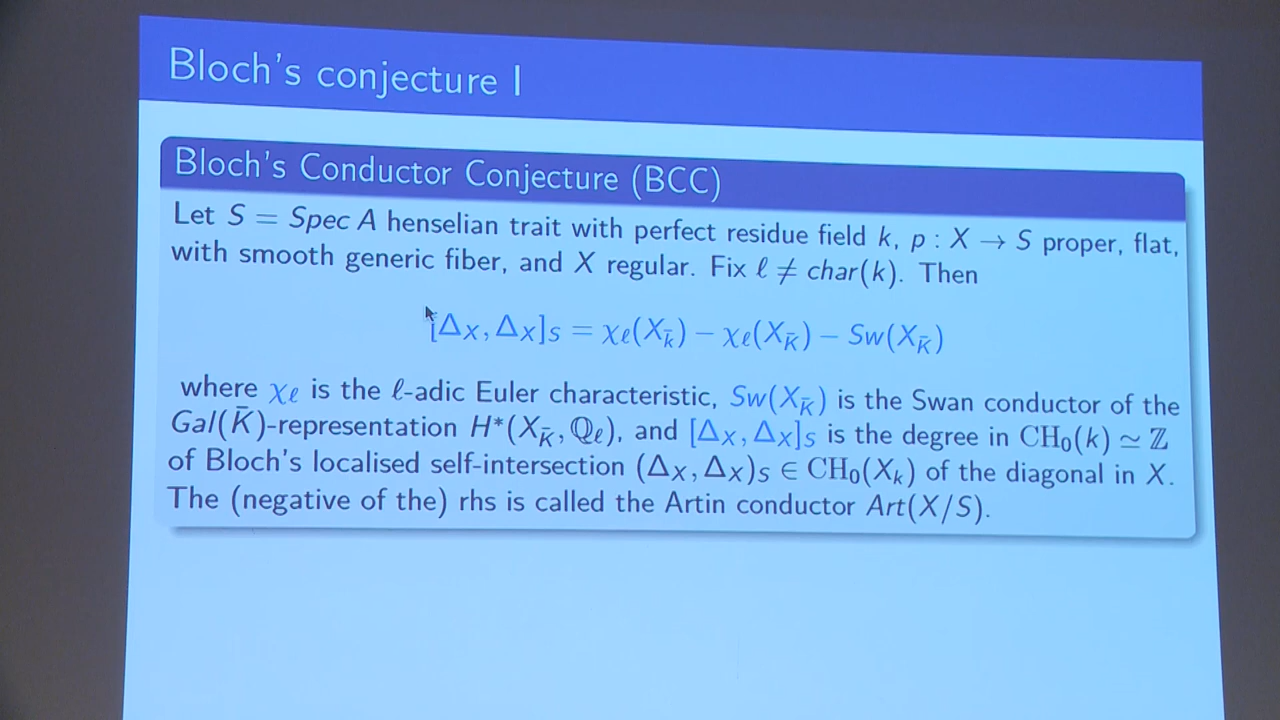 Bloch's conjecture I
Bloch's Conductor Conjecture (BCC)
Let S = Spec A henselian trait with perfect residue field k, p : X → S proper, flat,
with smooth generic fiber, and X regular. Fix ℓ ≠ char(k). Then
[Δ_X, Δ_X]_S = χ_ℓ(X_k̄) − χ_ℓ(X_K̄) − Sw(X_K̄)
where χ_ℓ is the ℓ-adic Euler characteristic, Sw(X_K̄) is the Swan conductor of the
Gal(K̄)-representation H*(X_K̄, ℚ_ℓ), and [Δ_X, Δ_X]_S is the degree in CH₀(k) ≃ ℤ
of Bloch's localised self-intersection (Δ_X, Δ_X)_S ∈ CH₀(X_k) of the diagonal in X.
The (negative of the) rhs is called the Artin conductor Art(X/S).